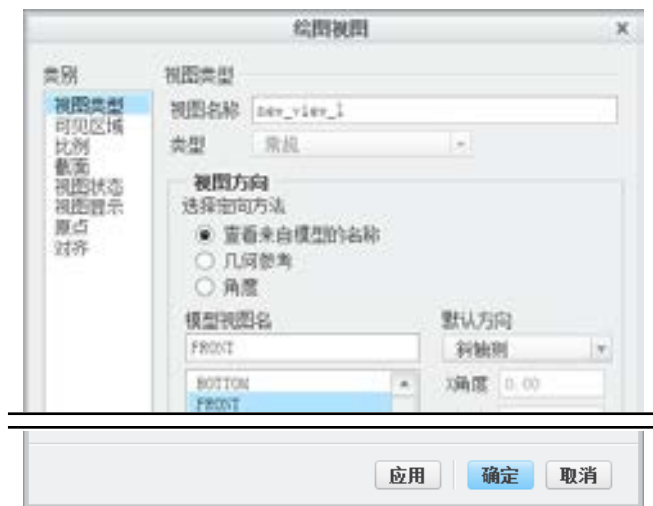 绘图视图
类别
视图类型
可见区域
比例
截面
视图状态
视图显示
原点
对齐
视图类型
视图名称 new_view_1
类型 常规
视图方向
选择定向方法
查看来自模型的名称
几何参考
角度
模型视图名
FRONT
BOTTOM
FRONT
默认方向
斜轴测
X角度 0.00
应用 确定 取消